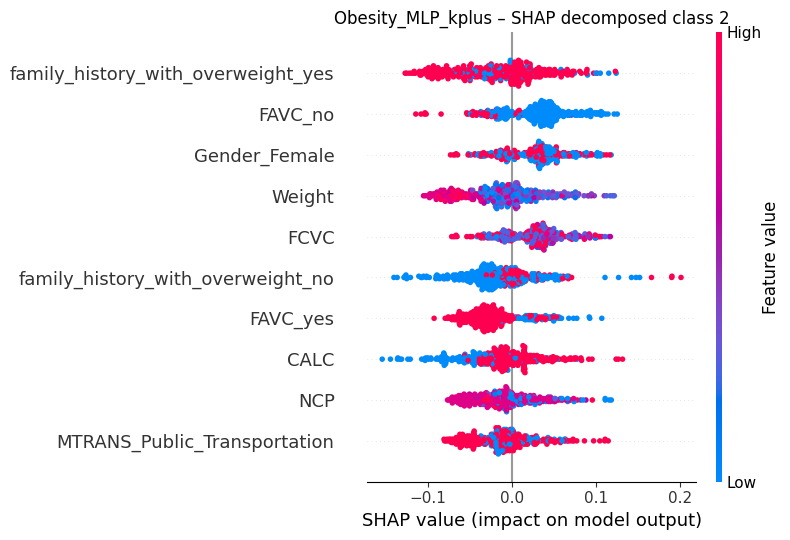 Obesity_MLP_kplus – SHAP decomposed class 2
High
family_history_with_overweight_yes
FAVC_no
Gender_Female
Weight
FCVC
family_history_with_overweight_no
FAVC_yes
CALC
NCP
MTRANS_Public_Transportation
Feature value
Low
−0.1 0.0 0.1 0.2
SHAP value (impact on model output)